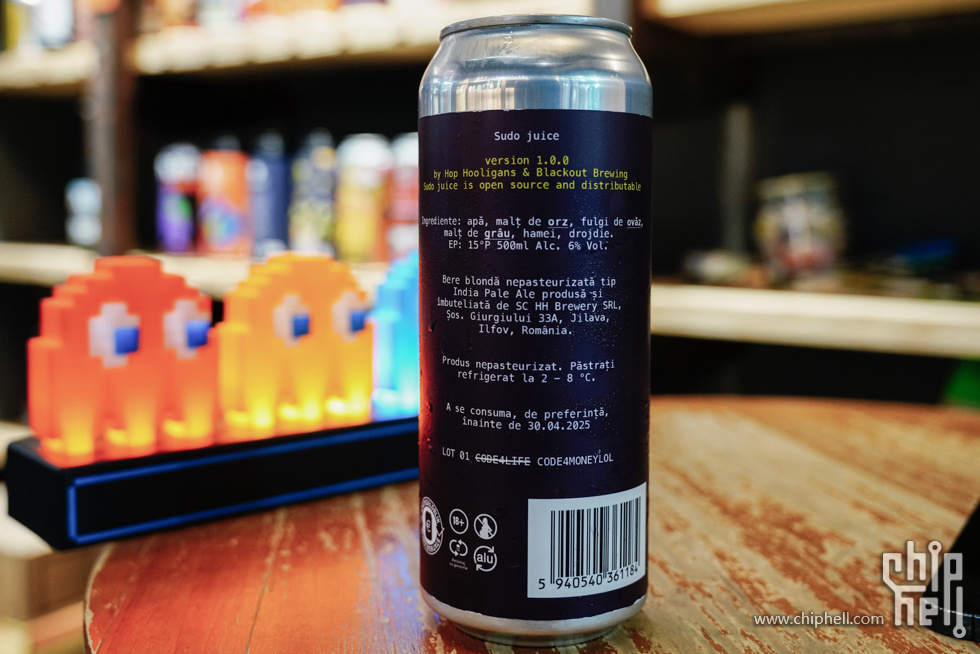 Sudo juice
version 1.0.0
by Hop Hooligans & Blackout Brewing
Sudo juice is open source and distributable
Ingrediente: apă, malț de orz, fulgi de ovăz,
malț de grâu, hamei, drojdie.
EP: 15°P 500ml Alc. 6% Vol.
Bere blondă nepasteurizată tip
India Pale Ale produsă și
îmbuteliată de SC HH Brewery SRL,
Șos. Giurgiului 33A, Jilava,
Ilfov, România.
Produs nepasteurizat. Păstrați
refrigerat la 2 – 8 °C.
A se consuma, de preferință,
înainte de 30.04.2025
LOT 01 CODE4LIFE CODE4MONEYLOL
18+
alu
5 940540 361184
chip
hell
www.chiphell.com